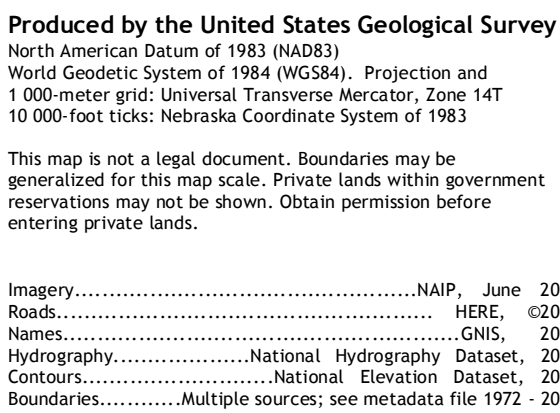 Produced by the United States Geological Survey
North American Datum of 1983 (NAD83)
World Geodetic System of 1984 (WGS84). Projection and
1 000-meter grid: Universal Transverse Mercator, Zone 14T
10 000-foot ticks: Nebraska Coordinate System of 1983
This map is not a legal document. Boundaries may be
generalized for this map scale. Private lands within government
reservations may not be shown. Obtain permission before
entering private lands.
Imagery..............................................NAIP, June 20
Roads.................................................. HERE, ©20
Names.....................................................GNIS, 20
Hydrography...................National Hydrography Dataset, 20
Contours..........................National Elevation Dataset, 20
Boundaries...........Multiple sources; see metadata file 1972 - 20